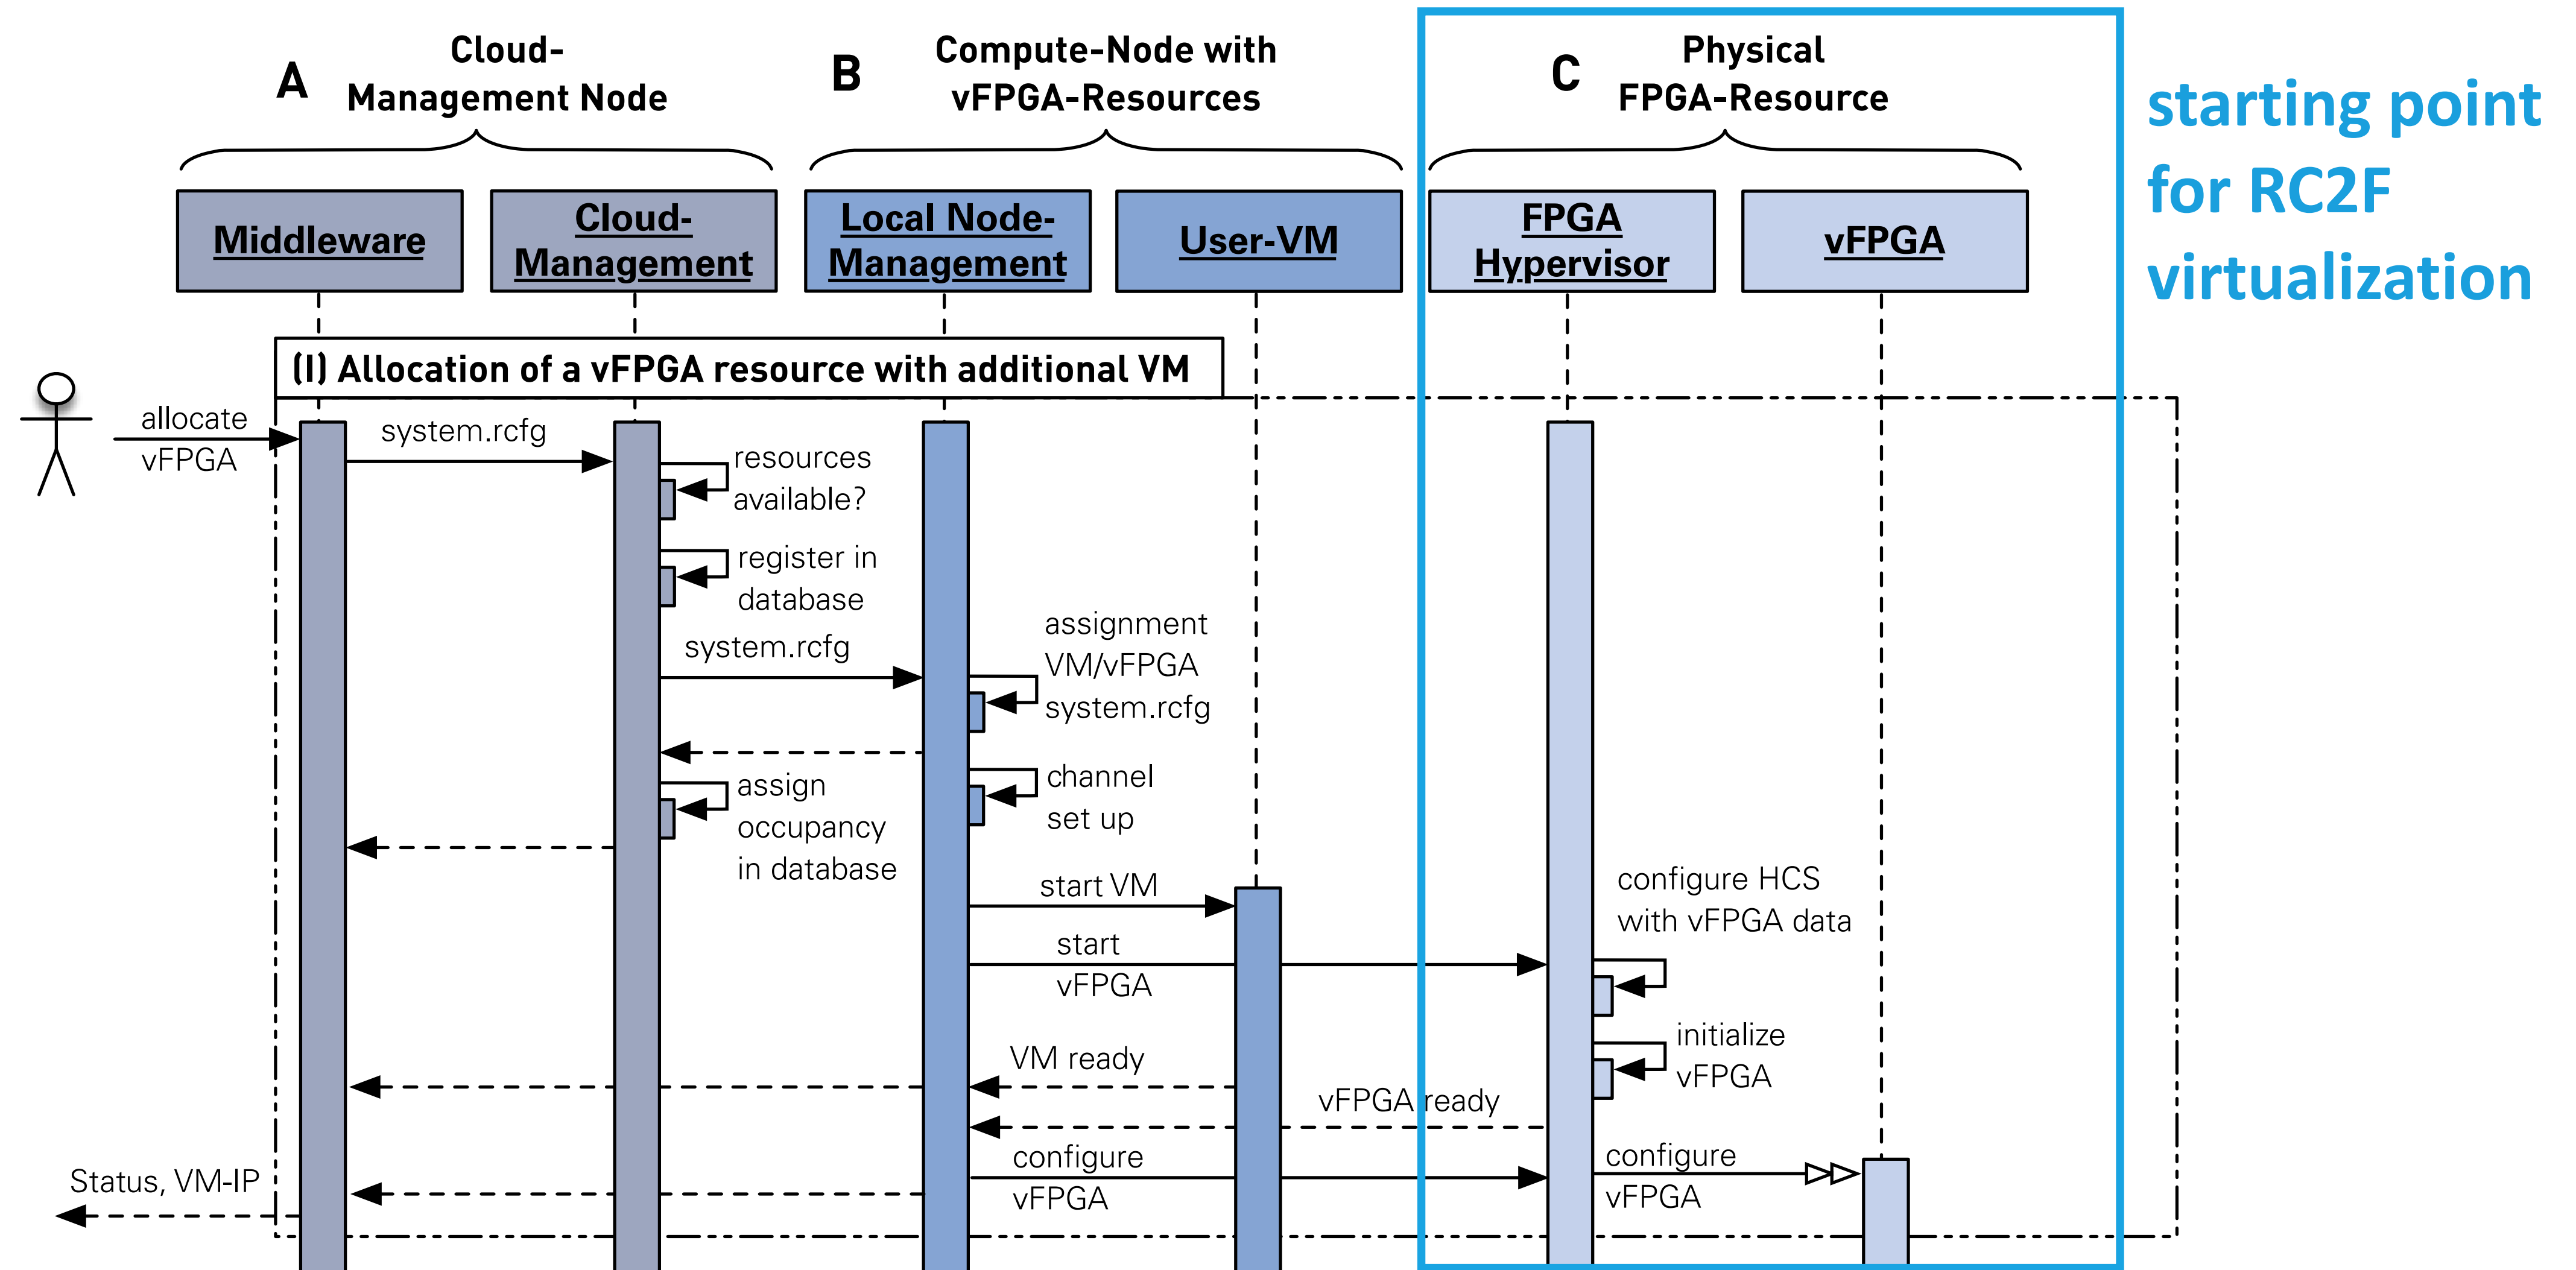 A
Cloud-
Management Node
B
Compute-Node with
vFPGA-Resources
C
Physical
FPGA-Resource
starting point
for RC2F
virtualization
Middleware
Cloud-
Management
Local Node-
Management
User-VM
FPGA
Hypervisor
vFPGA
(I) Allocation of a vFPGA resource with additional VM
allocate
vFPGA
system.rcfg
resources
available?
register in
database
system.rcfg
assignment
VM/vFPGA
system.rcfg
channel
set up
assign
occupancy
in database
start VM
start
vFPGA
configure HCS
with vFPGA data
initialize
vFPGA
VM ready
vFPGA ready
configure
vFPGA
configure
vFPGA
Status, VM-IP